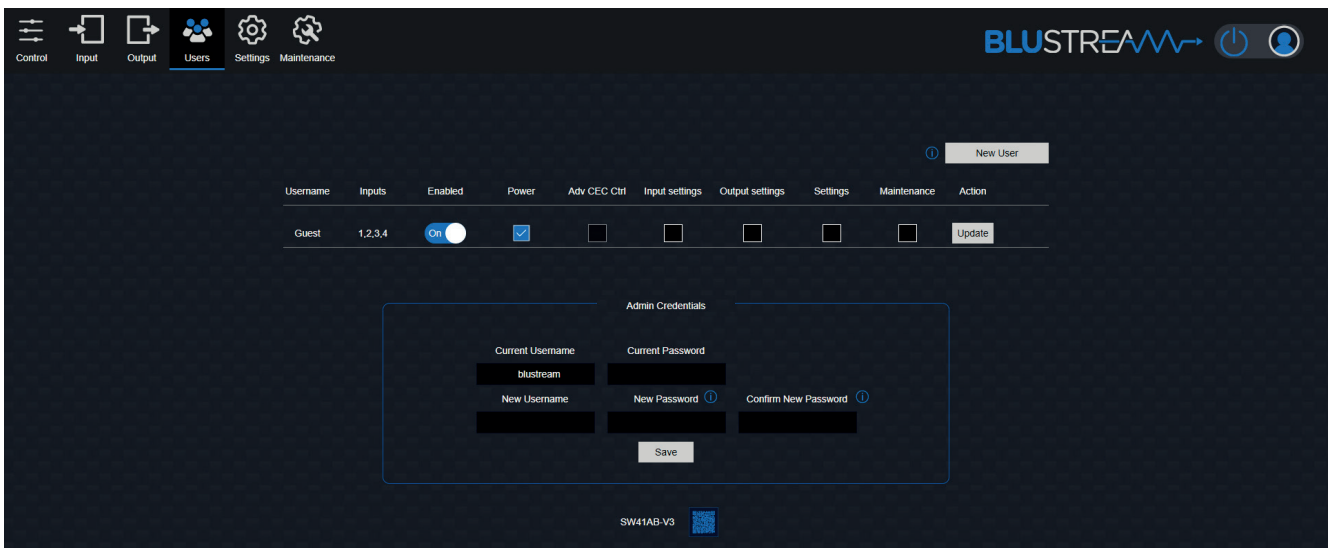 BLUSTREAM
Control Input Output Users Settings Maintenance
New User
Username Inputs Enabled Power Adv CEC Ctrl Input settings Output settings Settings Maintenance Action
Guest 1,2,3,4 On Update
Admin Credentials
Current Username Current Password
blustream
New Username New Password Confirm New Password
Save
SW41AB-V3